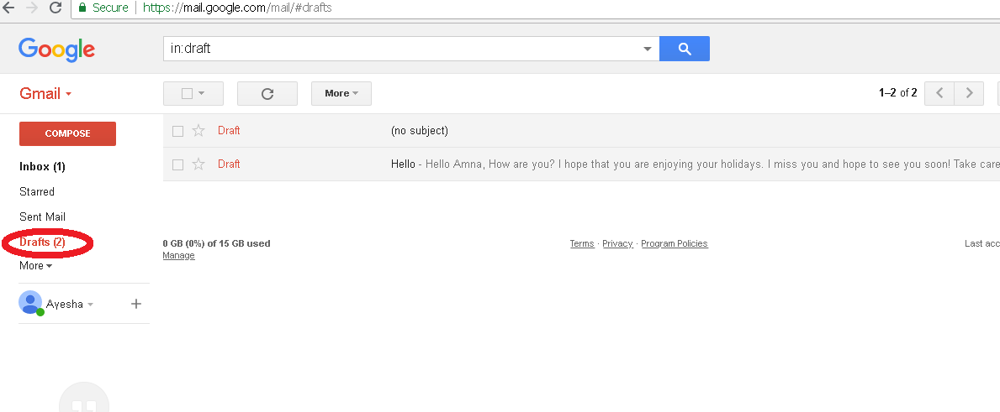 Secure https://mail.google.com/mail/#drafts
Google in:draft
Gmail More 1–2 of 2
COMPOSE
Draft (no subject)
Inbox (1)
Draft Hello - Hello Amna, How are you? I hope that you are enjoying your holidays. I miss you and hope to see you soon! Take care
Starred
Sent Mail
Drafts (2)
0 GB (0%) of 15 GB used Terms · Privacy · Program Policies Last acc
Manage
More
Ayesha